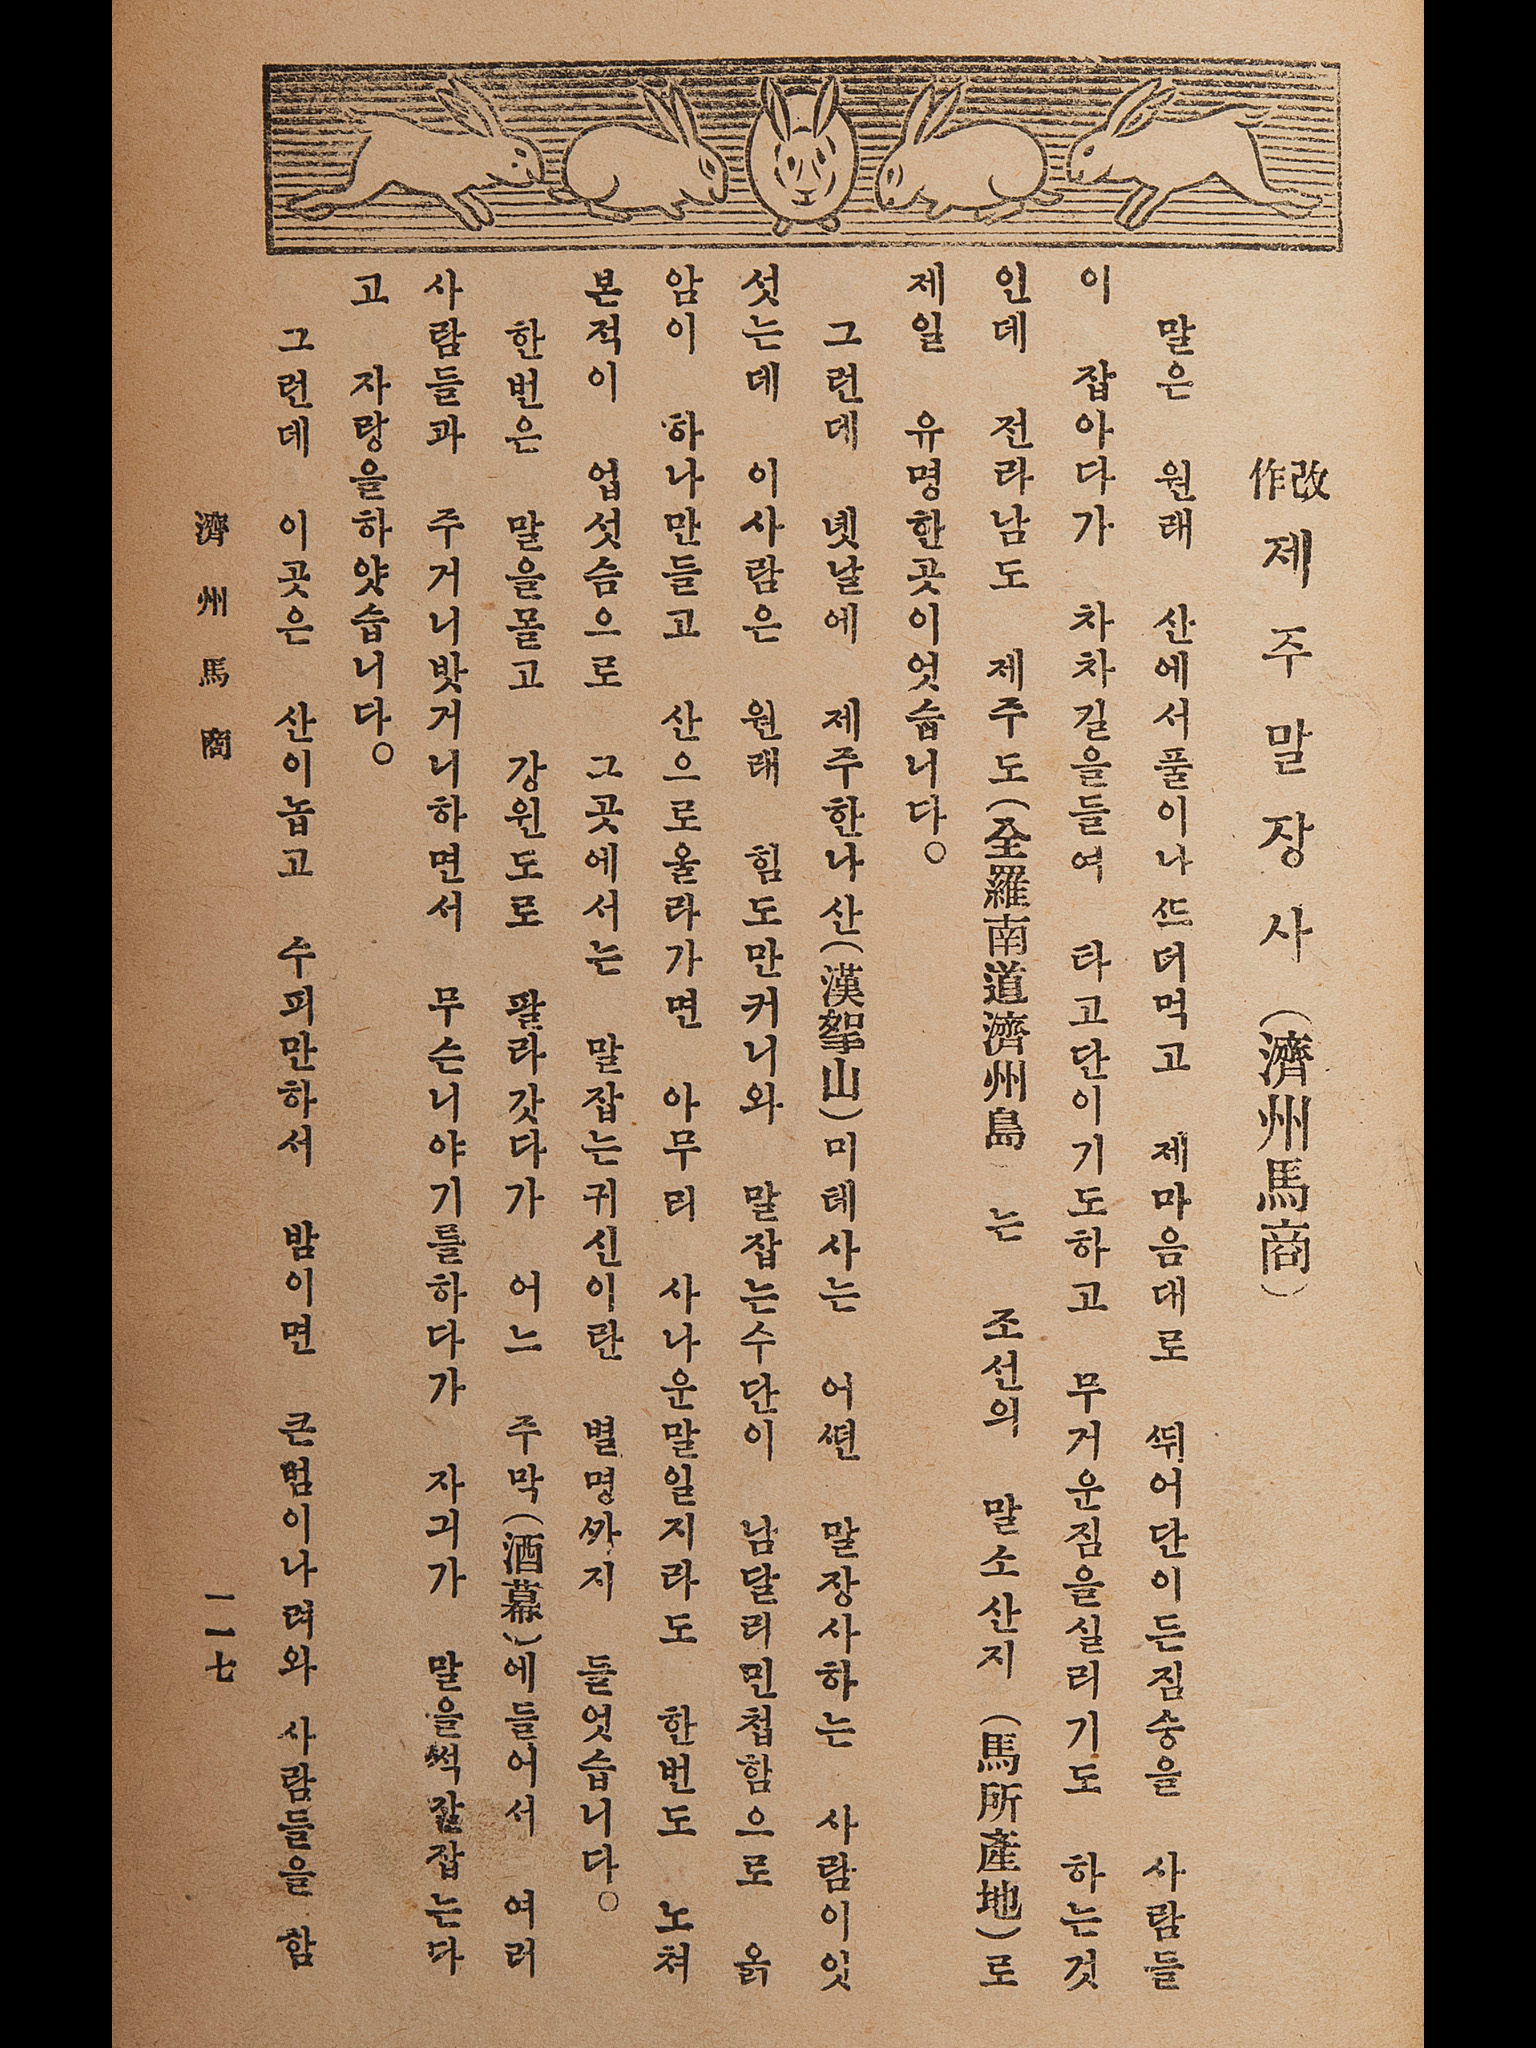 改作 제주말장사 (濟州馬商)
말은 원래 산에서풀이나 ᄯᅳ더먹고 제마음대로 ᄯᅱ어단이든짐승을 사람들
이 잡아다가 차차길을들여 타고단이기도하고 무거운짐을실리기도 하는것
인데 전라남도 제주도(全羅南道濟州島)는 조선의 말소산지 (馬所產地)로
제일 유명한곳이엇습니다。
그런데 녯날에 제주한나산(漢拏山)미테사는 어ᄯᅥᆫ 말장사하는 사람이잇
섯는데 이사람은 원래 힘도만커니와 말잡는수단이 남달리민첩함으로 옭
암이 하나만들고 산으로올라가면 아무리 사나운말일지라도 한번도 노처
본적이 업섯슴으로 그곳에서는 말잡는귀신이란 별명ᄭᅡ지 들엇습니다。
한번은 말을몰고 강원도로 팔라갓다가 어느 주막(酒幕)에들어서 여러
사람들과 주거니밧거니하면서 무슨니야기를하다가 자긔가 말을썩잘잡는다
고 자랑을하얏습니다。
그런데 이곳은 산이놉고 수픠만하서 밤이면 큰범이나려와 사람들을 함
濟州馬商
一一七